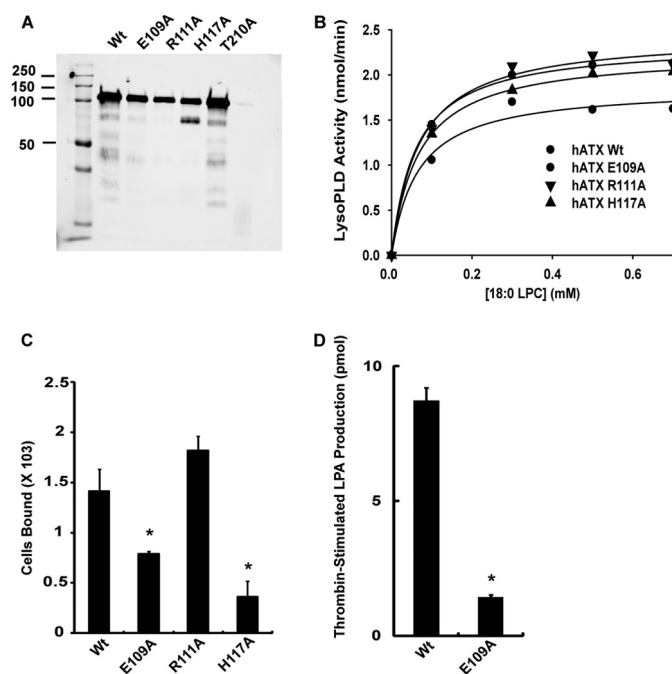 A
Wt
E109A
R111A
H117A
T210A
250
150
100
50
B
LysoPLD Activity (nmol/min)
2.5
2.0
1.5
1.0
0.5
0.0
hATX Wt
hATX E109A
hATX R111A
hATX H117A
0.0 0.2 0.4 0.6
[18:0 LPC] (mM)
C
Cells Bound (X 103)
2.5
2
1.5
1
0.5
0
*
*
Wt
E109A
R111A
H117A
D
Thrombin-Stimulated LPA Production (pmol)
10
5
0
*
Wt
E109A